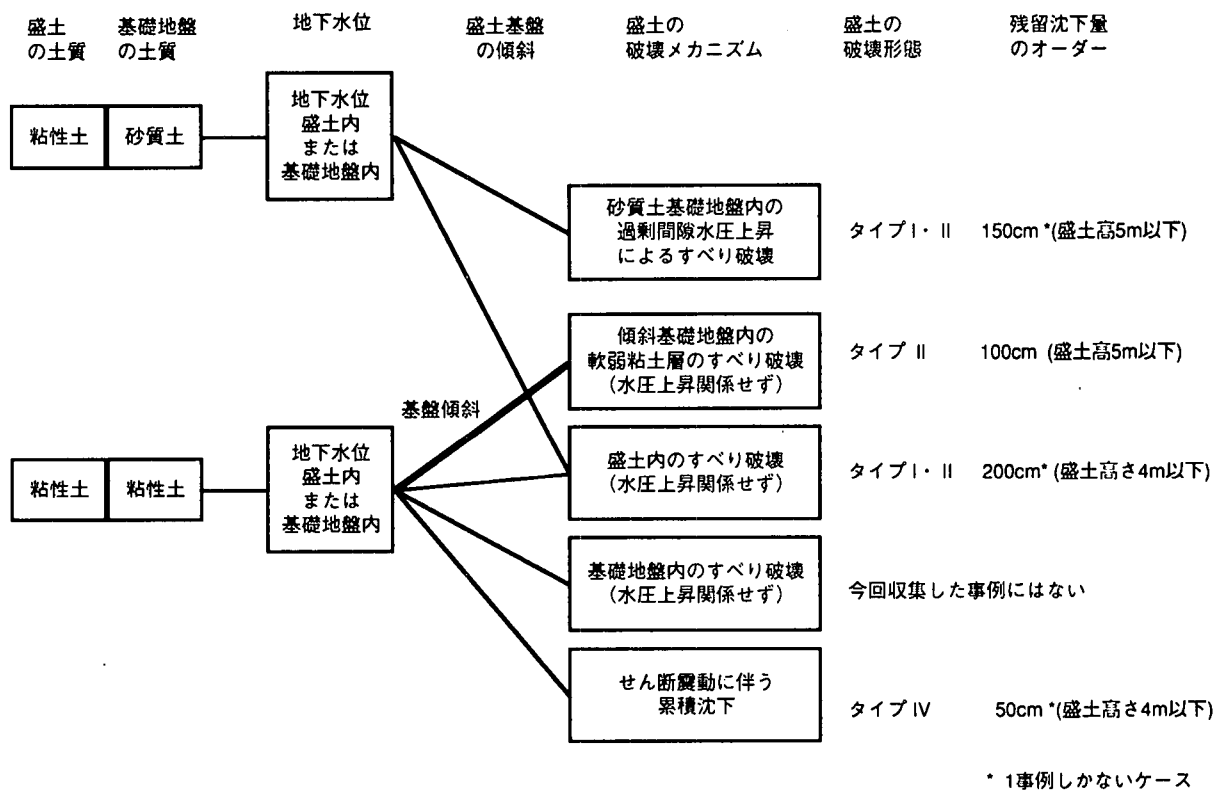 盛土
の土質
基礎地盤
の土質
地下水位
盛土基盤
の傾斜
盛土の
破壊メカニズム
盛土の
破壊形態
残留沈下量
のオーダー
粘性土
砂質土
地下水位
盛土内
または
基礎地盤内
砂質土基礎地盤内の
過剰間隙水圧上昇
によるすべり破壊
タイプ I・II
150cm *(盛土高5m以下)
傾斜基礎地盤内の
軟弱粘土層のすべり破壊
(水圧上昇関係せず)
タイプ II
100cm (盛土高5m以下)
基盤傾斜
粘性土
粘性土
地下水位
盛土内
または
基礎地盤内
盛土内のすべり破壊
(水圧上昇関係せず)
タイプ I・II
200cm* (盛土高さ4m以下)
基礎地盤内のすべり破壊
(水圧上昇関係せず)
今回収集した事例にはない
せん断震動に伴う
累積沈下
タイプ IV
50cm *(盛土高さ4m以下)
* 1事例しかないケース